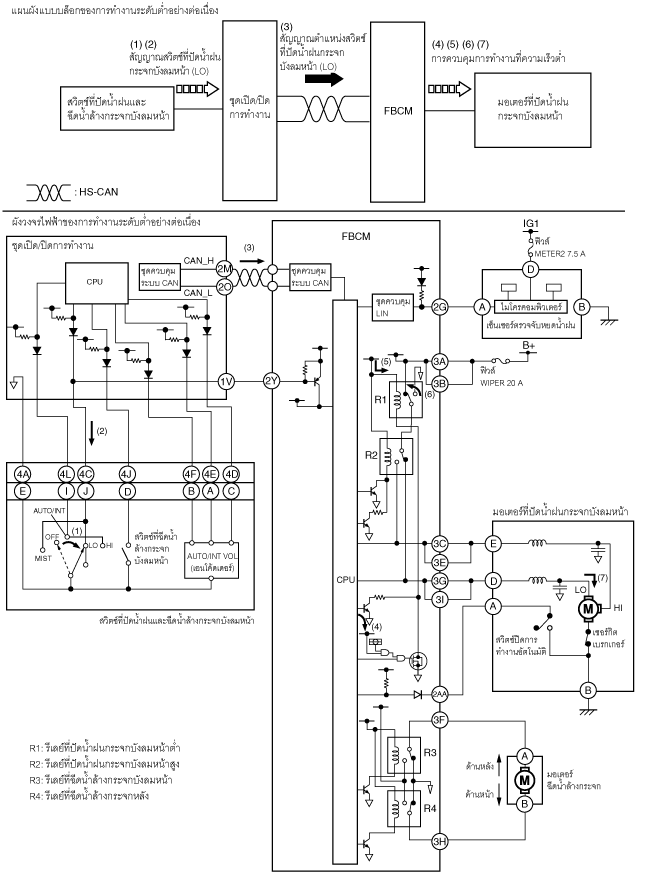 แผนผังแบบบล็อกของการทำงานระดับต่ำอย่างต่อเนื่อง
(1) (2)
สัญญาณสวิตช์ที่ปัดน้ำฝน
กระจกบังลมหน้า (LO)
(3)
สัญญาณตำแหน่งสวิตช์
ที่ปัดน้ำฝนกระจก
บังลมหน้า (LO)
(4) (5) (6) (7)
การควบคุมการทำงานที่ความเร็วต่ำ
สวิตช์ที่ปัดน้ำฝนและ
ฉีดน้ำล้างกระจกบังลมหน้า
ชุดเปิด/ปิด
การทำงาน
FBCM
มอเตอร์ที่ปัดน้ำฝน
กระจกบังลมหน้า
: HS-CAN
ผังวงจรไฟฟ้าของการทำงานระดับต่ำอย่างต่อเนื่อง
ชุดเปิด/ปิดการทำงาน
FBCM
IG1
ฟิวส์
METER2 7.5 A
CAN_H
(3)
CPU
ชุดควบคุม
ระบบ CAN
2M
2O
CAN_L
ชุดควบคุม
ระบบ CAN
D
ชุดควบคุม
LIN
2G
A
ไมโครคอมพิวเตอร์
B
เซ็นเซอร์ตรวจจับหยดน้ำฝน
B+
ฟิวส์
WIPER 20 A
1V
2Y
3A
3B
(5)
R1
(6)
(2)
R2
4A 4L 4C 4J 4F 4E 4D
E I J D B A C
AUTO/INT
(1)
OFF
LO
HI
MIST
สวิตช์ที่ฉีดน้ำ
ล้างกระจก
บังลมหน้า
AUTO/INT VOL
(เอนโค้ดเดอร์)
สวิตช์ที่ปัดน้ำฝนและฉีดน้ำล้างกระจกบังลมหน้า
มอเตอร์ที่ปัดน้ำฝนกระจกบังลมหน้า
3C
E
3E
CPU
3G
D
3I
A
(7)
LO
M
HI
(4)
สวิตช์ปิดการ
ทำงานอัตโนมัติ
เซอร์กิต
เบรกเกอร์
2AA
B
3F
R3
R4
3H
A
M
B
ด้านหลัง
ด้านหน้า
มอเตอร์
ฉีดน้ำล้างกระจก
R1: รีเลย์ที่ปัดน้ำฝนกระจกบังลมหน้าต่ำ
R2: รีเลย์ที่ปัดน้ำฝนกระจกบังลมหน้าสูง
R3: รีเลย์ที่ฉีดน้ำล้างกระจกบังลมหน้า
R4: รีเลย์ที่ฉีดน้ำล้างกระจกหลัง